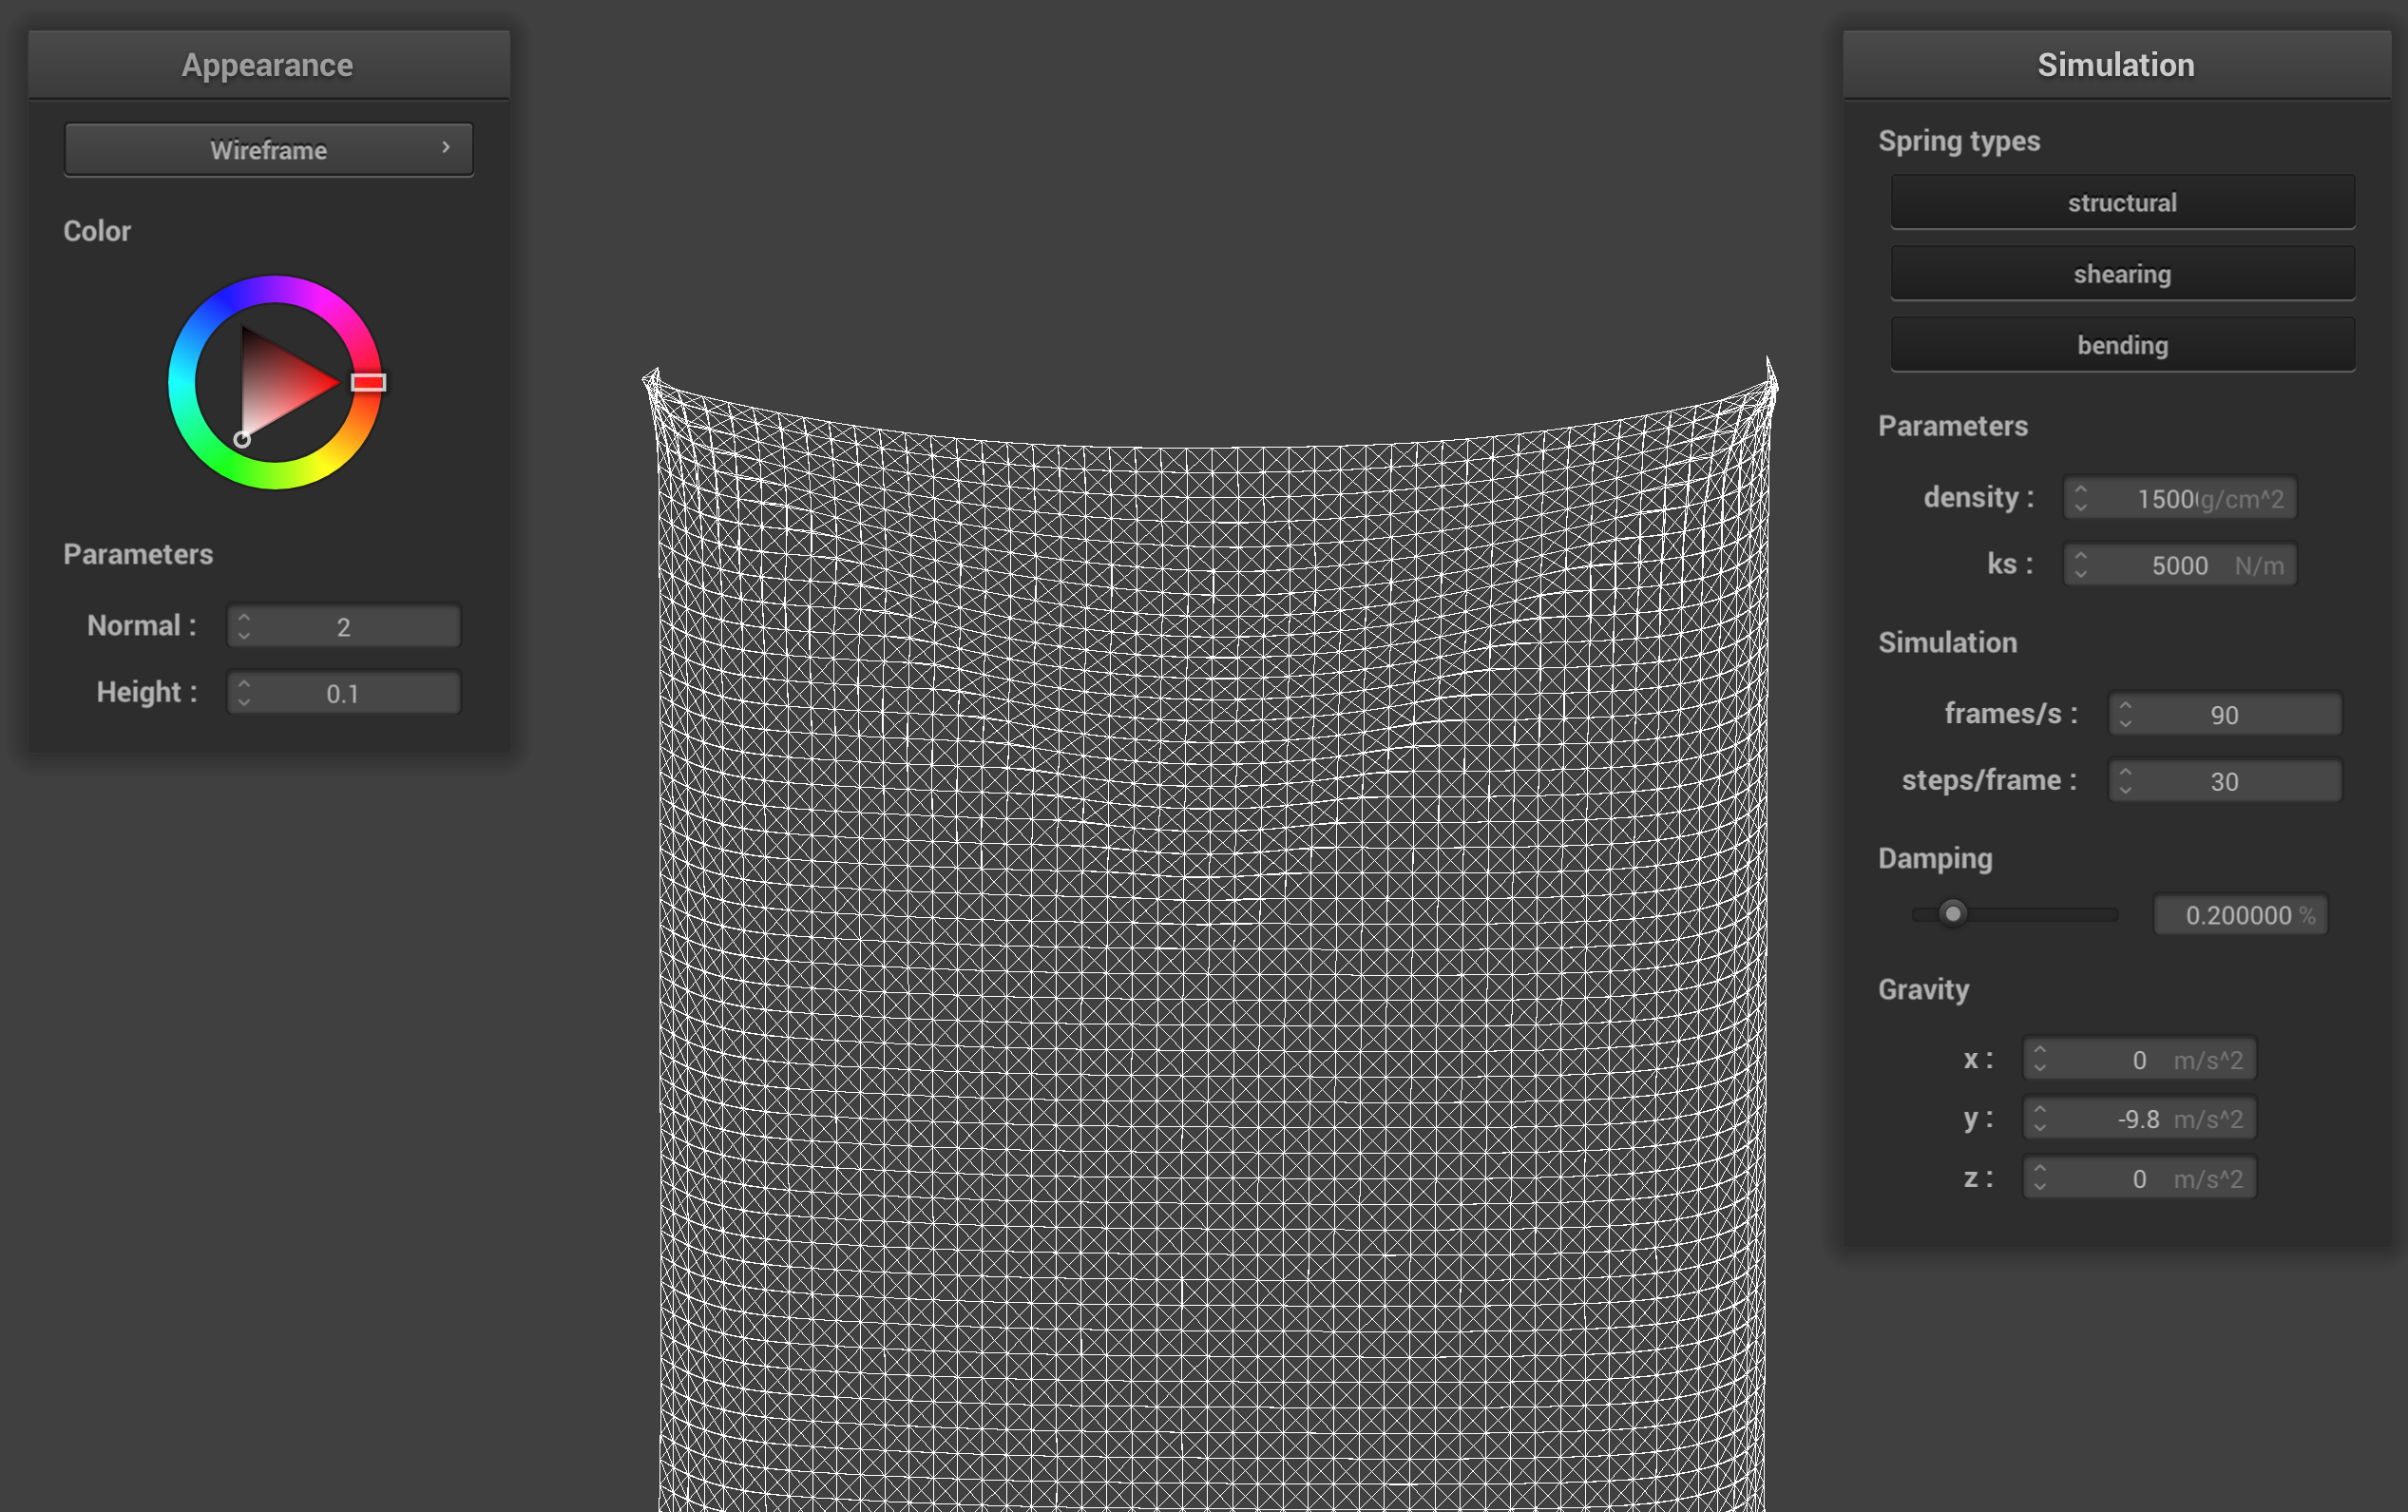 Appearance
Wireframe
Color
Parameters
Normal : 2
Height : 0.1
Simulation
Spring types
structural
shearing
bending
Parameters
density : 1500 g/cm^2
ks : 5000 N/m
Simulation
frames/s : 90
steps/frame : 30
Damping
0.200000 %
Gravity
x : 0 m/s^2
y : -9.8 m/s^2
z : 0 m/s^2